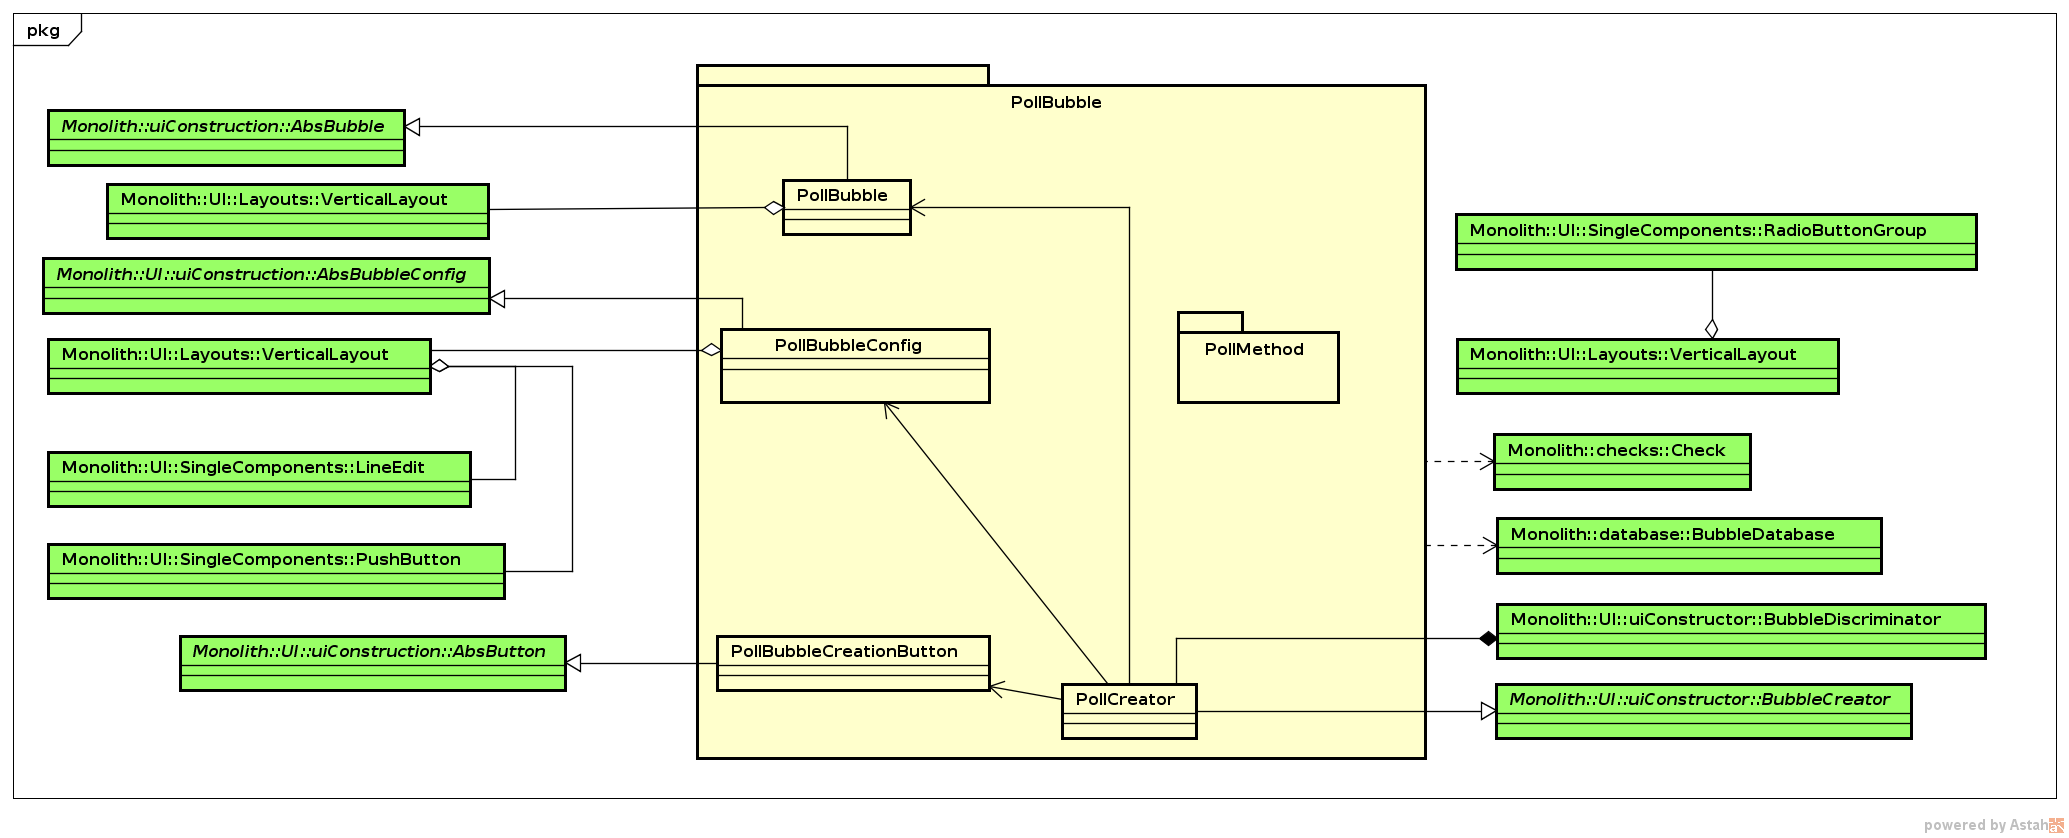 pkg
PollBubble
Monolith::uiConstruction::AbsBubble
Monolith::UI::Layouts::VerticalLayout
PollBubble
Monolith::UI::SingleComponents::RadioButtonGroup
Monolith::UI::uiConstruction::AbsBubbleConfig
Monolith::UI::Layouts::VerticalLayout
PollBubbleConfig
PollMethod
Monolith::UI::Layouts::VerticalLayout
Monolith::checks::Check
Monolith::UI::SingleComponents::LineEdit
Monolith::database::BubbleDatabase
Monolith::UI::SingleComponents::PushButton
Monolith::UI::uiConstructor::BubbleDiscriminator
Monolith::UI::uiConstruction::AbsButton
PollBubbleCreationButton
PollCreator
Monolith::UI::uiConstructor::BubbleCreator
powered by Astah